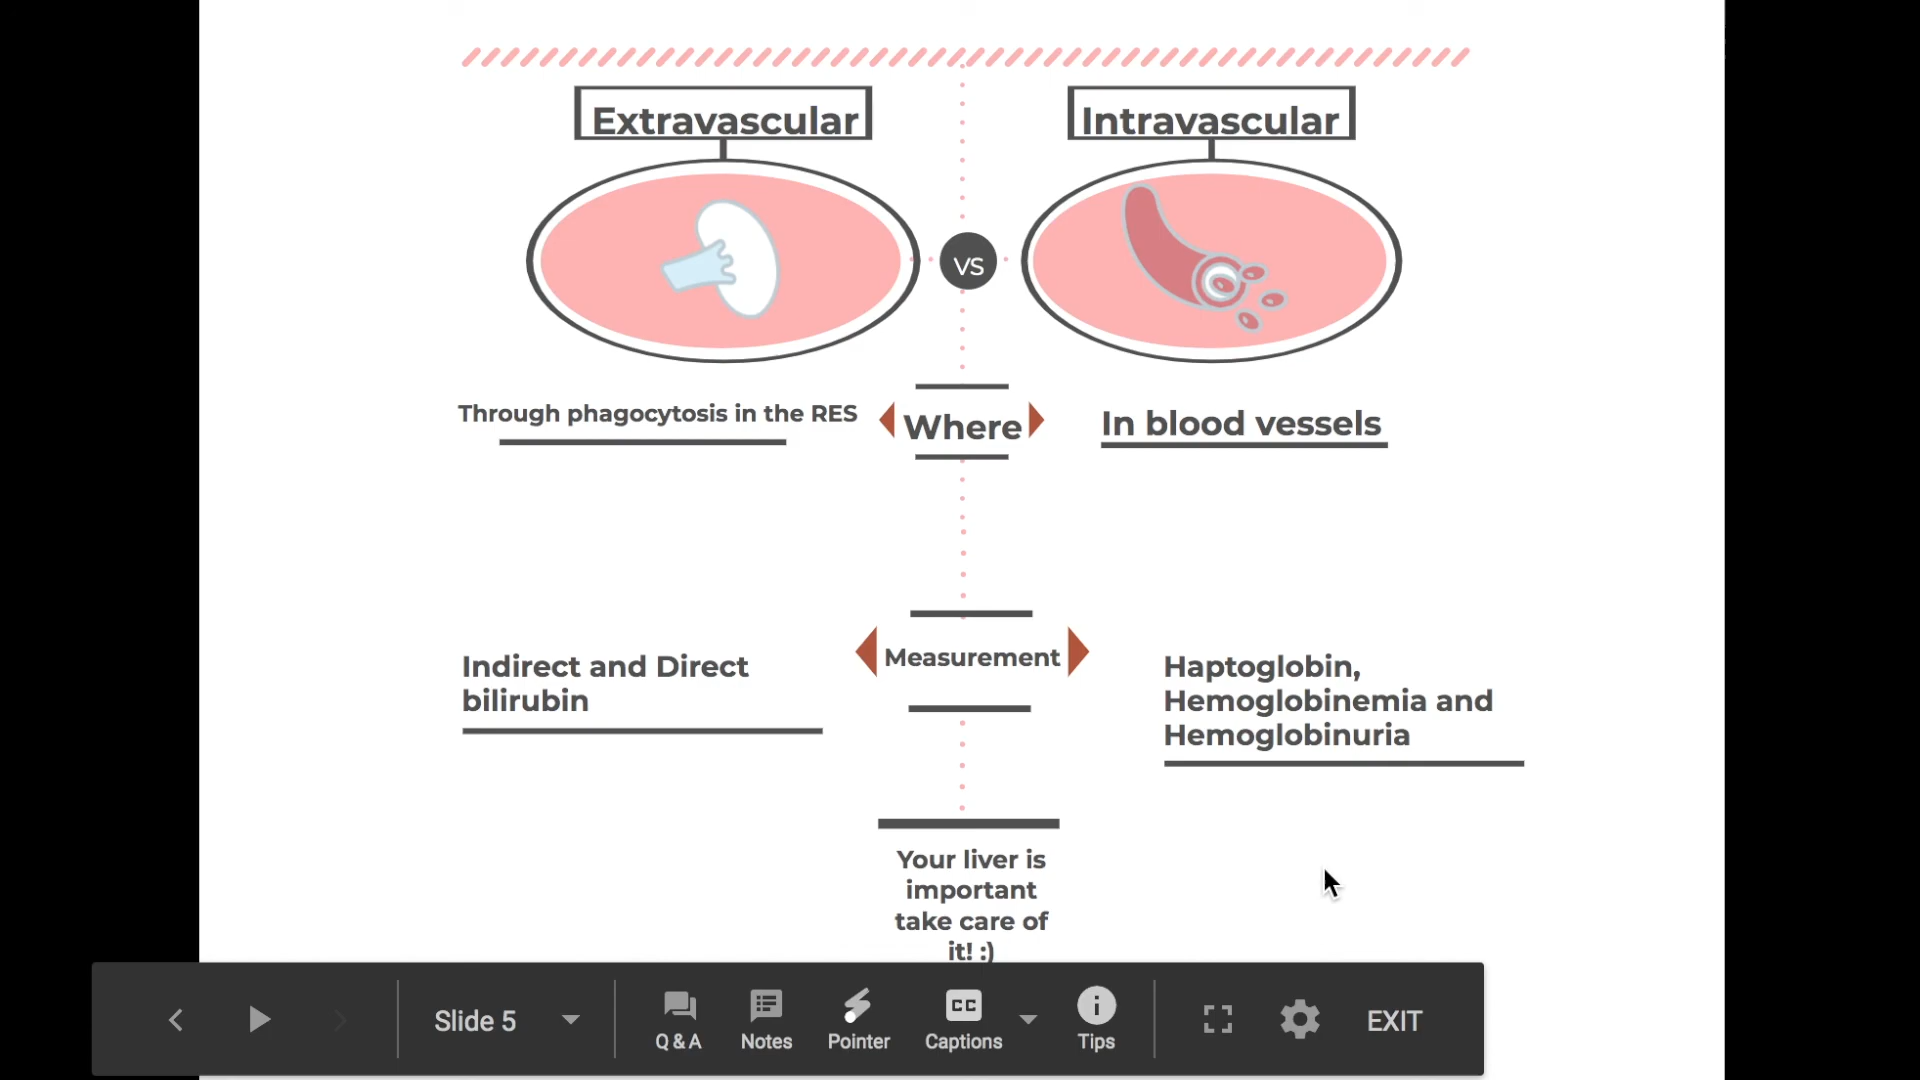 Extravascular
Intravascular
VS
Through phagocytosis in the RES
Where
In blood vessels
Indirect and Direct
bilirubin
Measurement
Haptoglobin,
Hemoglobinemia and
Hemoglobinuria
Your liver is
important
take care of
it! :)
Slide 5
Q & A
Notes
Pointer
CC
Captions
Tips
EXIT